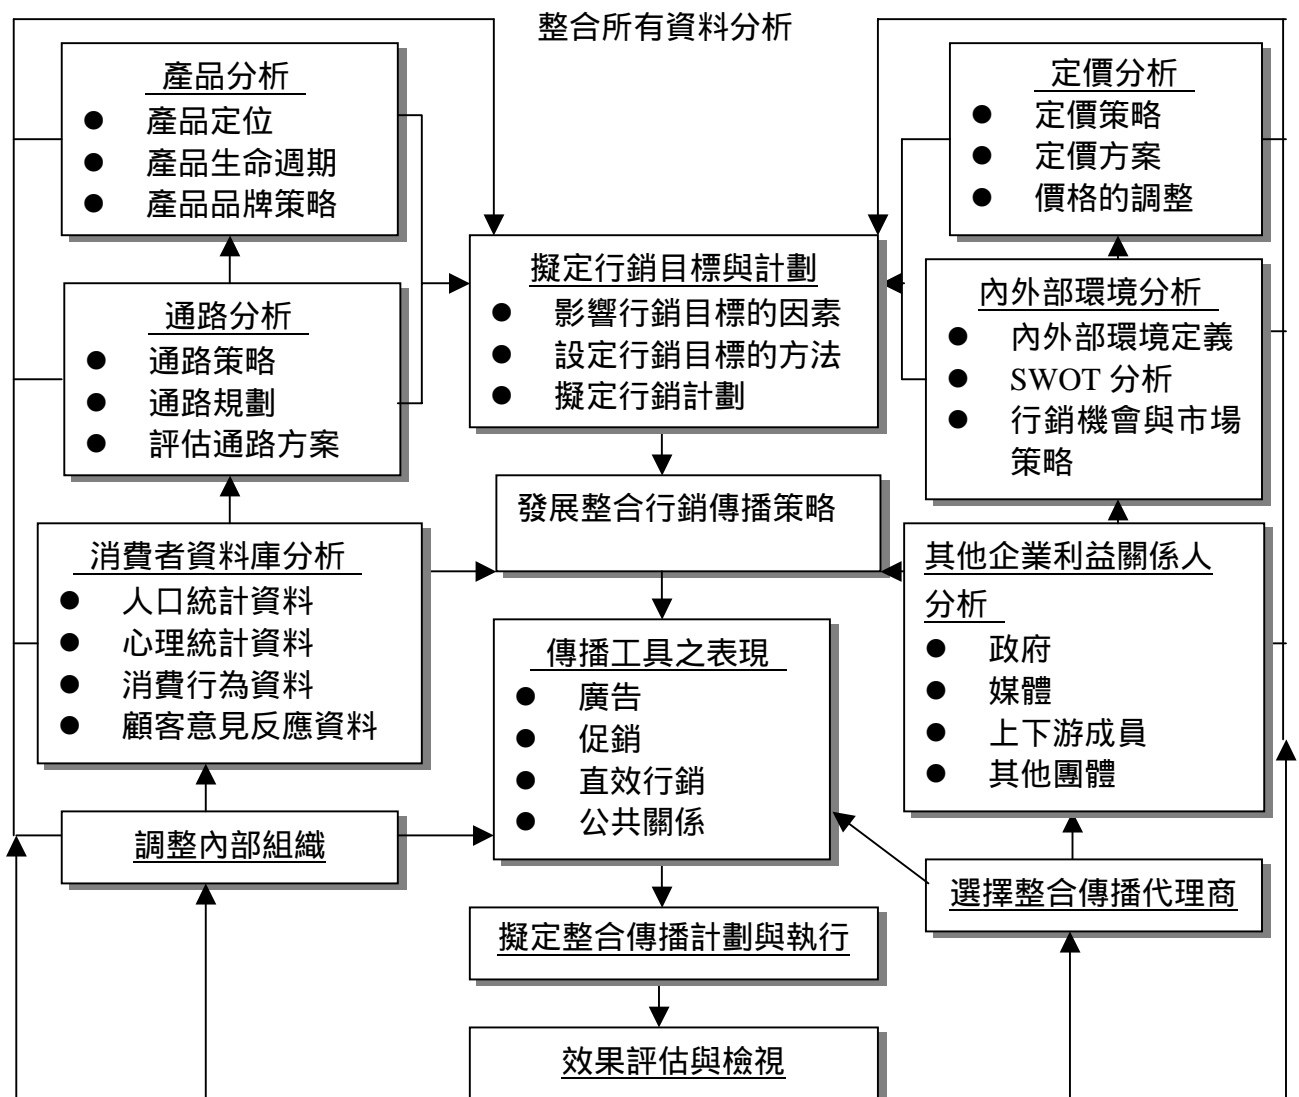 整合所有資料分析
產品分析
● 產品定位
● 產品生命週期
● 產品品牌策略
定價分析
● 定價策略
● 定價方案
● 價格的調整
擬定行銷目標與計劃
● 影響行銷目標的因素
● 設定行銷目標的方法
● 擬定行銷計劃
通路分析
● 通路策略
● 通路規劃
● 評估通路方案
內外部環境分析
● 內外部環境定義
● SWOT 分析
● 行銷機會與市場
策略
發展整合行銷傳播策略
消費者資料庫分析
● 人口統計資料
● 心理統計資料
● 消費行為資料
● 顧客意見反應資料
其他企業利益關係人
分析
● 政府
● 媒體
● 上下游成員
● 其他團體
傳播工具之表現
● 廣告
● 促銷
● 直效行銷
● 公共關係
調整內部組織
選擇整合傳播代理商
擬定整合傳播計劃與執行
效果評估與檢視